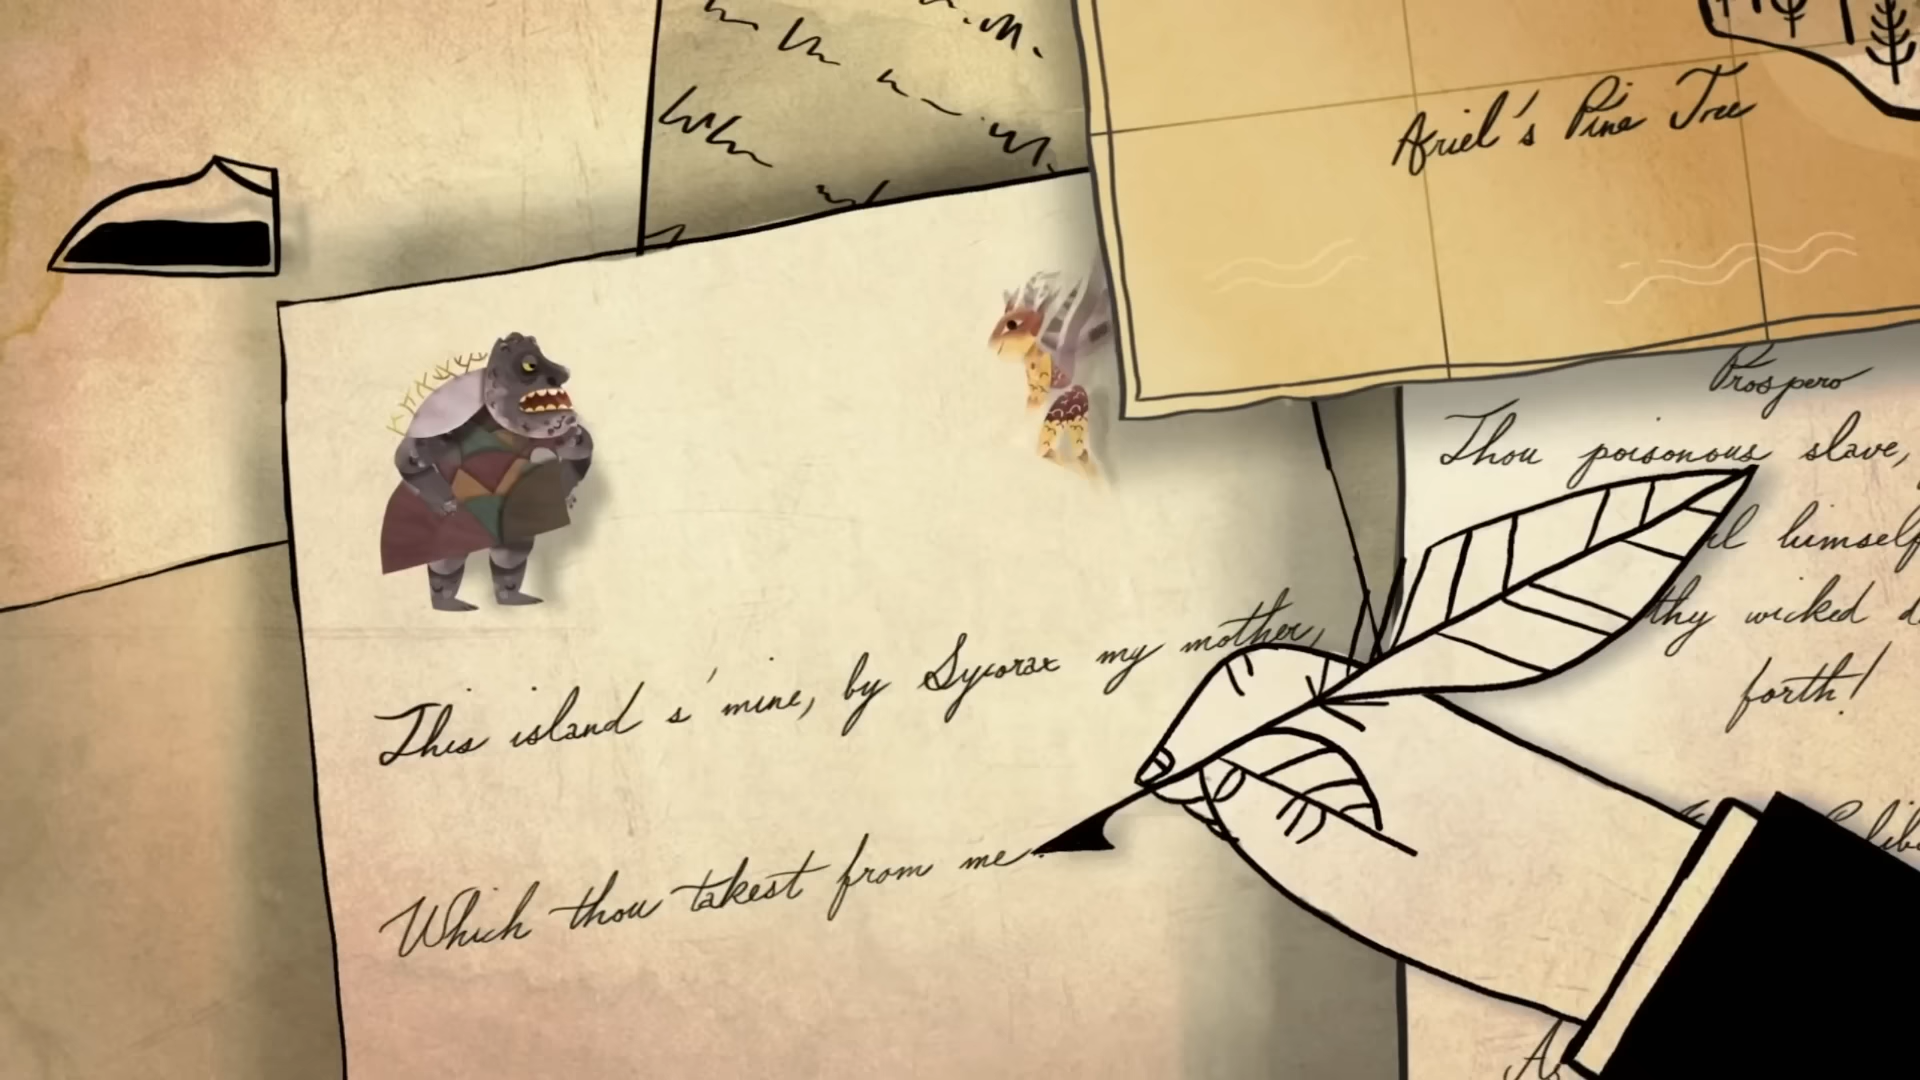 Ariel's Pine Tree
Prospero
Thou poisonous slave,
himself
thy wicked
forth!
This island s' mine, by Sycorax my mother,
Which thou takest from me